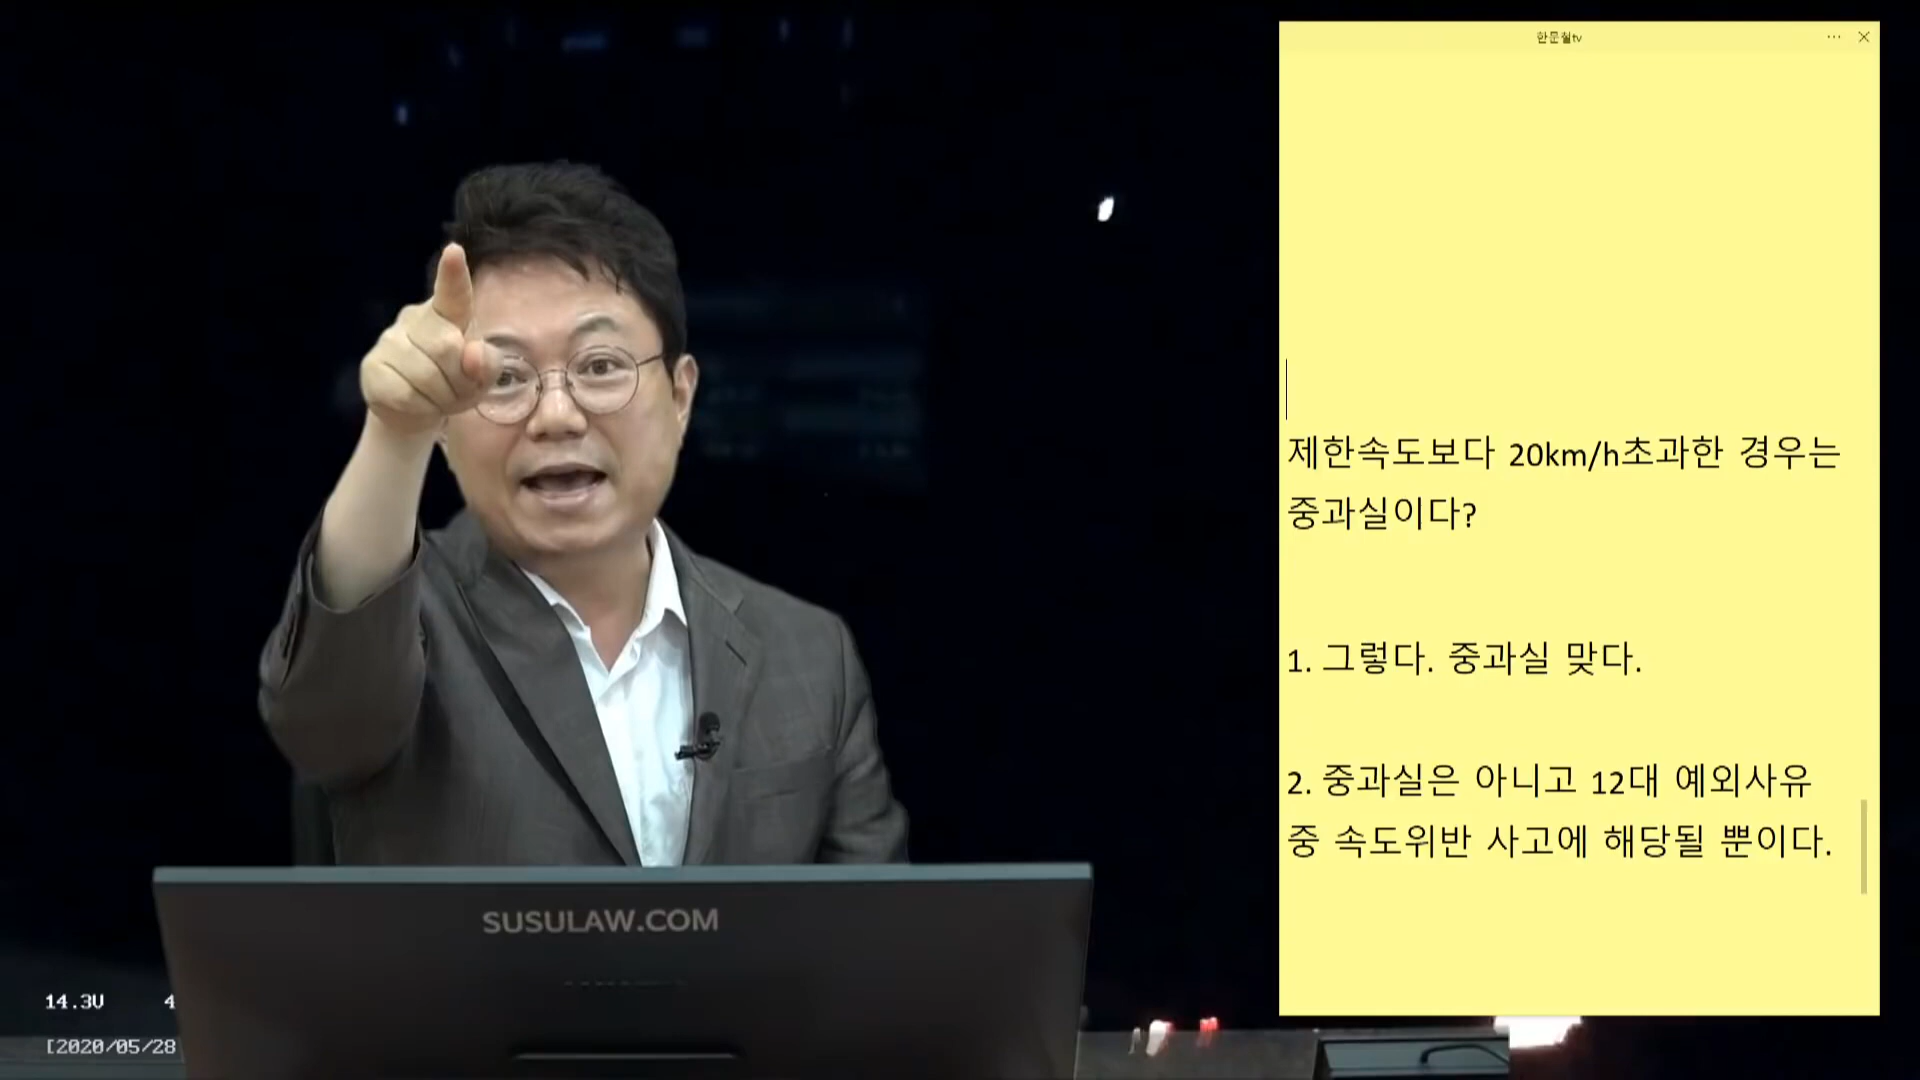 한문철tv
제한속도보다 20km/h초과한 경우는
중과실이다?
1. 그렇다. 중과실 맞다.
2. 중과실은 아니고 12대 예외사유
중 속도위반 사고에 해당될 뿐이다.
SUSULAW.COM
14.3V 4
[2020/05/28